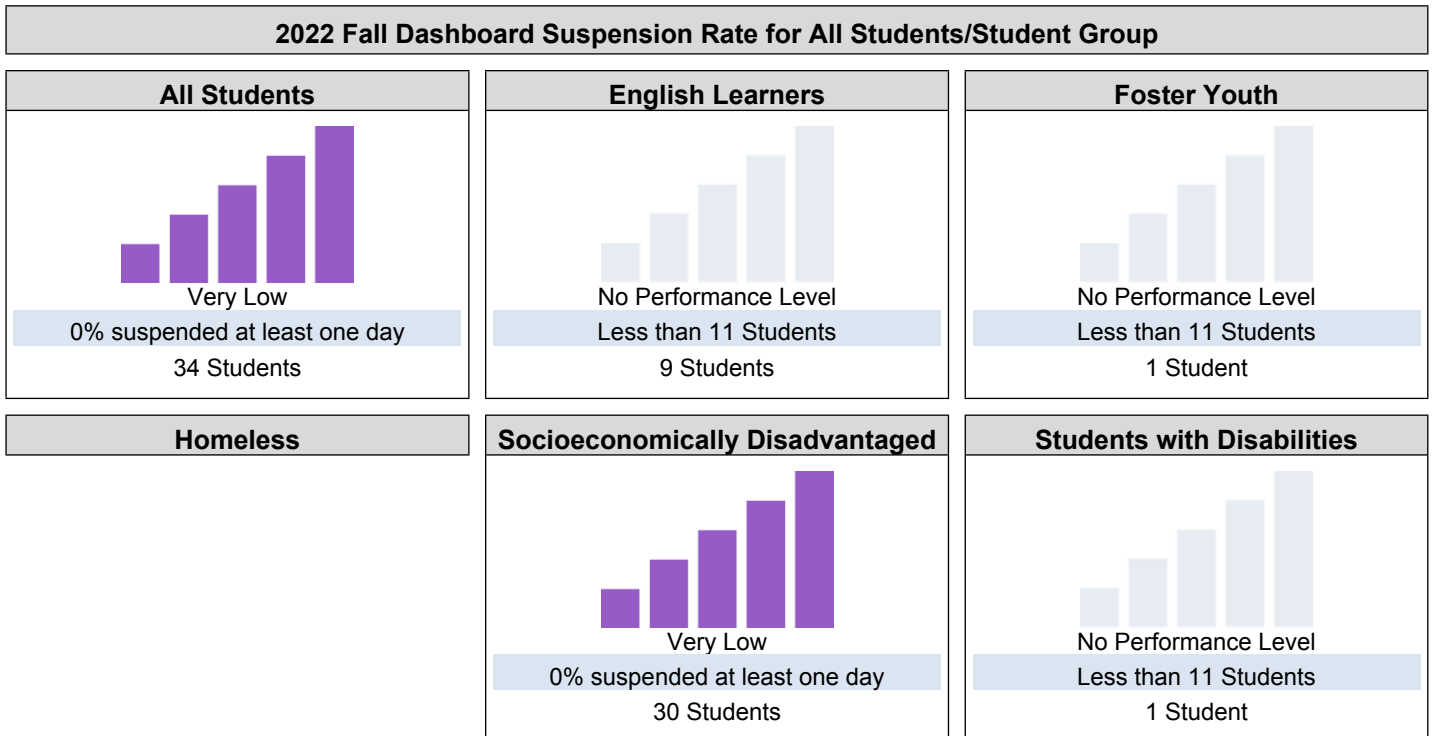 2022 Fall Dashboard Suspension Rate for All Students/Student Group
All Students
Very Low
0% suspended at least one day
34 Students
English Learners
No Performance Level
Less than 11 Students
9 Students
Foster Youth
No Performance Level
Less than 11 Students
1 Student
Homeless
Socioeconomically Disadvantaged
Very Low
0% suspended at least one day
30 Students
Students with Disabilities
No Performance Level
Less than 11 Students
1 Student